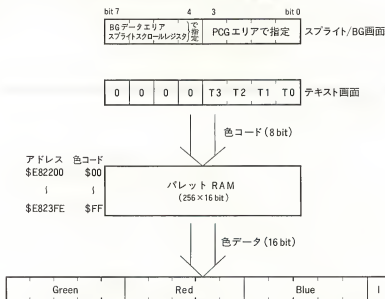 bit 7 4 3 bit 0
BGデータエリア
スプライトスクロールレジスタ で指定 PCGエリアで指定 スプライト/BG画面
0 0 0 0 T3 T2 T1 T0 テキスト画面
色コード(8 bit)
アドレス 色コード
$E82200 $00
パレット RAM
(256×16 bit)
$E823FE $FF
色データ(16 bit)
Green Red Blue I